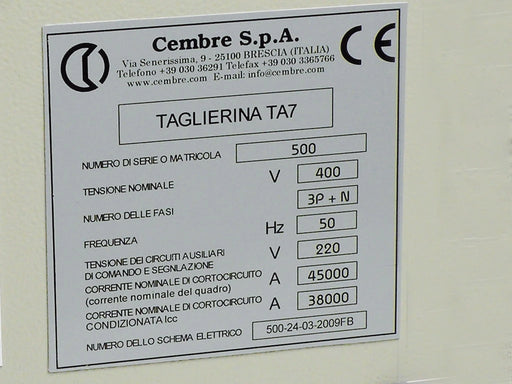 Cembre S.p.A.
Via Senerissima, 9 - 25100 BRESCIA (ITALIA)
Telefono +39 030 36291 Telefax +39 030 3365766
www.cembre.com E-mail: info@cembre.com
CE
TAGLIERINA TA7
NUMERO DI SERIE O MATRICOLA 500
TENSIONE NOMINALE V 400
NUMERO DELLE FASI 3P + N
FREQUENZA Hz 50
TENSIONE DEI CIRCUITI AUSILIARI
DI COMANDO E SEGNLAZIONE V 220
CORRENTE NOMINALE DI CORTOCIRCUITO
(corrente nominale del quadro) A 45000
CORRENTE NOMINALE DI CORTOCIRCUITO
CONDIZIONATA Icc A 38000
NUMERO DELLO SCHEMA ELETTRICO 500-24-03-2009FB